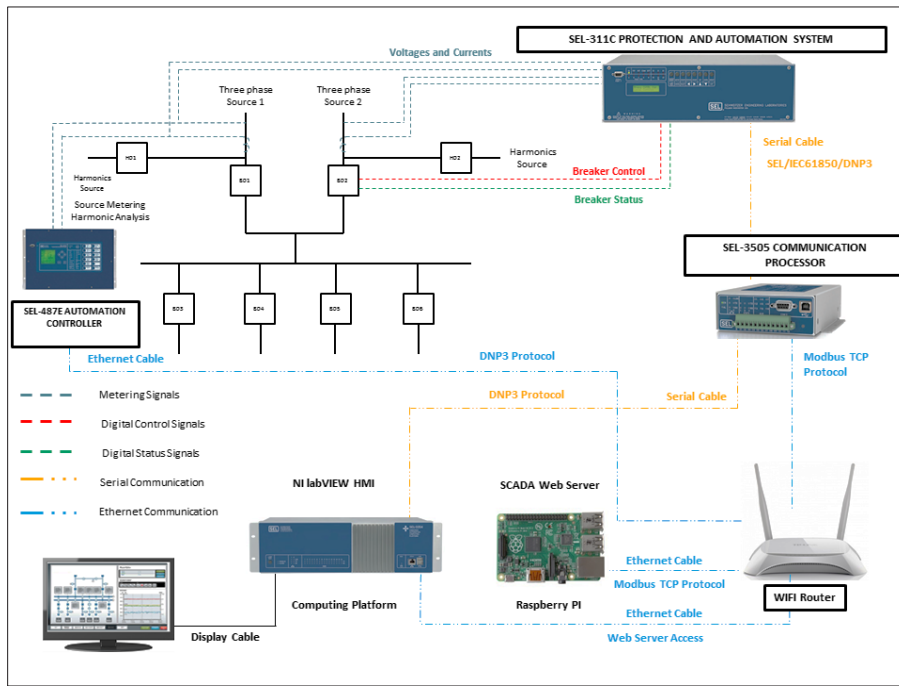 SEL-311C PROTECTION AND AUTOMATION SYSTEM
Voltages and Currents
SEL
Three phase
Source 1
Three phase
Source 2
Serial Cable
SEL/IEC61850/DNP3
HD1
HD2
Harmonics
Source
Harmonics
Source
BD1
BD2
Breaker Control
Breaker Status
Source Metering
Harmonic Analysis
SEL-3505 COMMUNICATION
PROCESSOR
SEL-487E AUTOMATION
CONTROLLER
BD3
BD4
BD5
BD6
SEL
Ethernet Cable
DNP3 Protocol
Modbus TCP
Protocol
Metering Signals
DNP3 Protocol
Serial Cable
Digital Control Signals
Digital Status Signals
Serial Communication
NI labVIEW HMI
SCADA Web Server
Ethernet Communication
SEL
Ethernet Cable
Modbus TCP Protocol
Computing Platform
Raspberry PI
WIFI Router
Ethernet Cable
Display Cable
Web Server Access